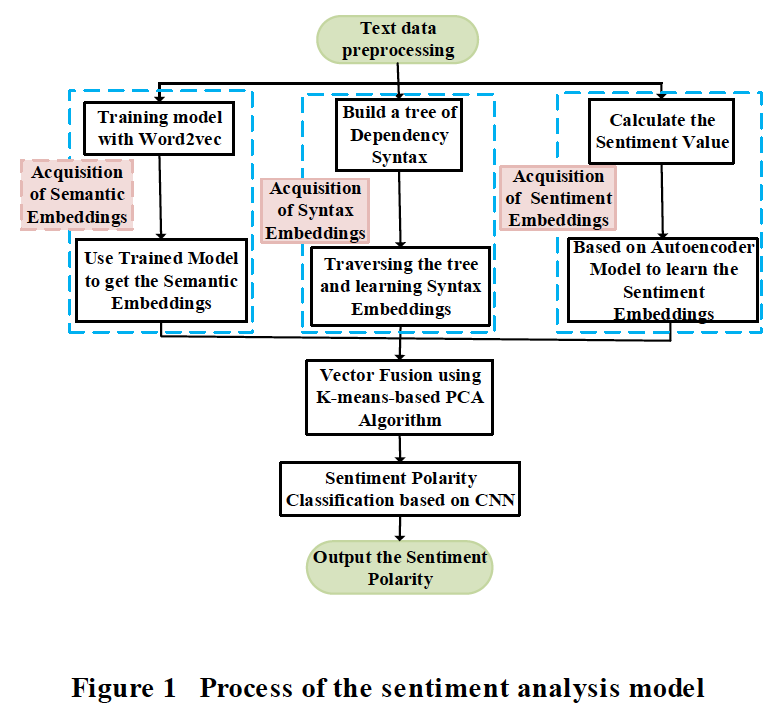 Text data
preprocessing
Training model
with Word2vec
Acquisition
of Semantic
Embeddings
Use Trained Model
to get the Semantic
Embeddings
Build a tree of
Dependency
Syntax
Acquisition
of Syntax
Embeddings
Traversing the tree
and learning Syntax
Embeddings
Calculate the
Sentiment Value
Acquisition
of Sentiment
Embeddings
Based on Autoencoder
Model to learn the
Sentiment
Embeddings
Vector Fusion using
K-means-based PCA
Algorithm
Sentiment Polarity
Classification based on CNN
Output the Sentiment
Polarity
Figure 1 Process of the sentiment analysis model